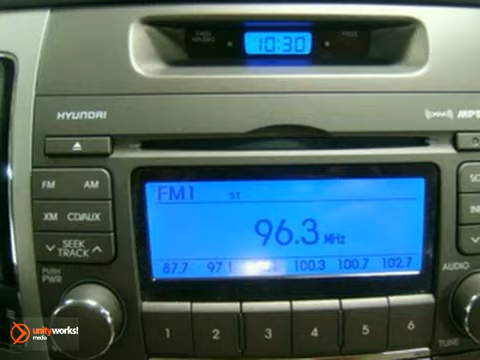 10:30
HYUNDAI
MP3
FM AM
FM1 ST
XM CD/AUX
96.3 MHz
SEEK
TRACK
87.7 97.1 100.3 100.7 102.7
PUSH
PWR
AUDIO
1 2 3 4 5 6
TUNE
unityworks!
media